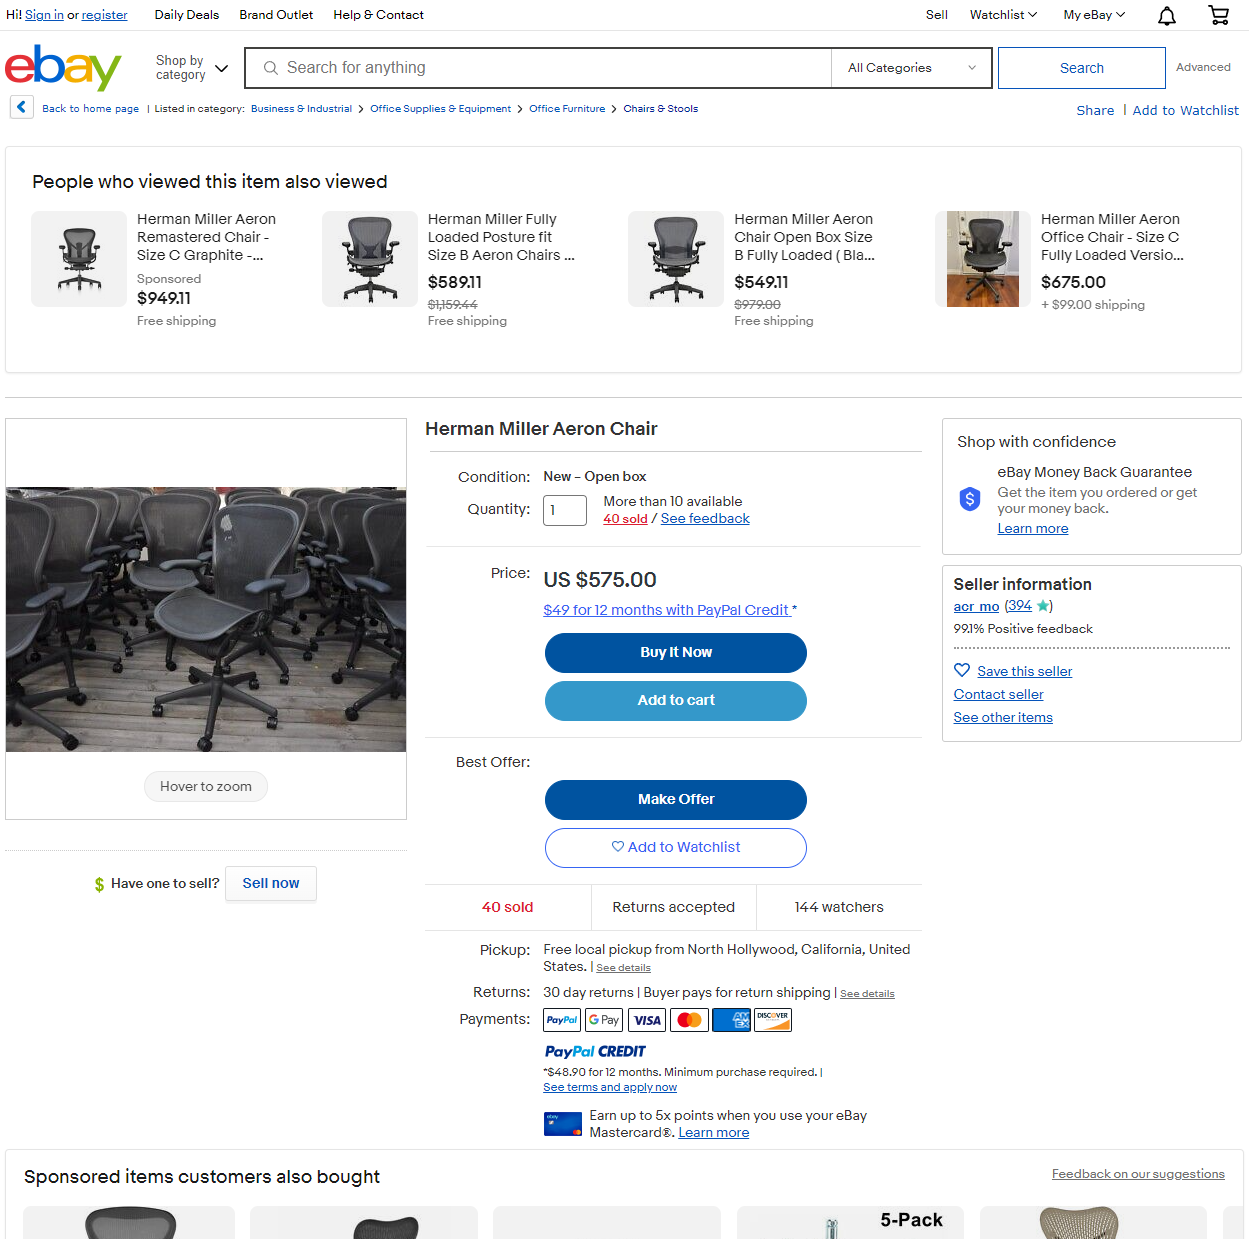 Hi! Sign in or register Daily Deals Brand Outlet Help & Contact Sell Watchlist My eBay
ebay Shop by category Search for anything All Categories Search Advanced
Back to home page | Listed in category: Business & Industrial > Office Supplies & Equipment > Office Furniture > Chairs & Stools Share | Add to Watchlist
People who viewed this item also viewed
Herman Miller Aeron
Remastered Chair -
Size C Graphite -...
Sponsored
$949.11
Free shipping
Herman Miller Fully
Loaded Posture fit
Size B Aeron Chairs ...
$589.11
$1,159.44
Free shipping
Herman Miller Aeron
Chair Open Box Size
B Fully Loaded ( Bla...
$549.11
$979.00
Free shipping
Herman Miller Aeron
Office Chair - Size C
Fully Loaded Versio...
$675.00
+ $99.00 shipping
Hover to zoom
$ Have one to sell? Sell now
Herman Miller Aeron Chair
Condition: New – Open box
Quantity: 1 More than 10 available
40 sold / See feedback
Price: US $575.00
$49 for 12 months with PayPal Credit *
Buy It Now
Add to cart
Best Offer:
Make Offer
Add to Watchlist
40 sold Returns accepted 144 watchers
Pickup: Free local pickup from North Hollywood, California, United
States. | See details
Returns: 30 day returns | Buyer pays for return shipping | See details
Payments: PayPal G Pay VISA AMEX DISCOVER
PayPal CREDIT
*$48.90 for 12 months. Minimum purchase required. |
See terms and apply now
ebay
Earn up to 5x points when you use your eBay
Mastercard®. Learn more
Shop with confidence
eBay Money Back Guarantee
Get the item you ordered or get
your money back.
Learn more
Seller information
acr_mo (394)
99.1% Positive feedback
Save this seller
Contact seller
See other items
Sponsored items customers also bought Feedback on our suggestions
5-Pack